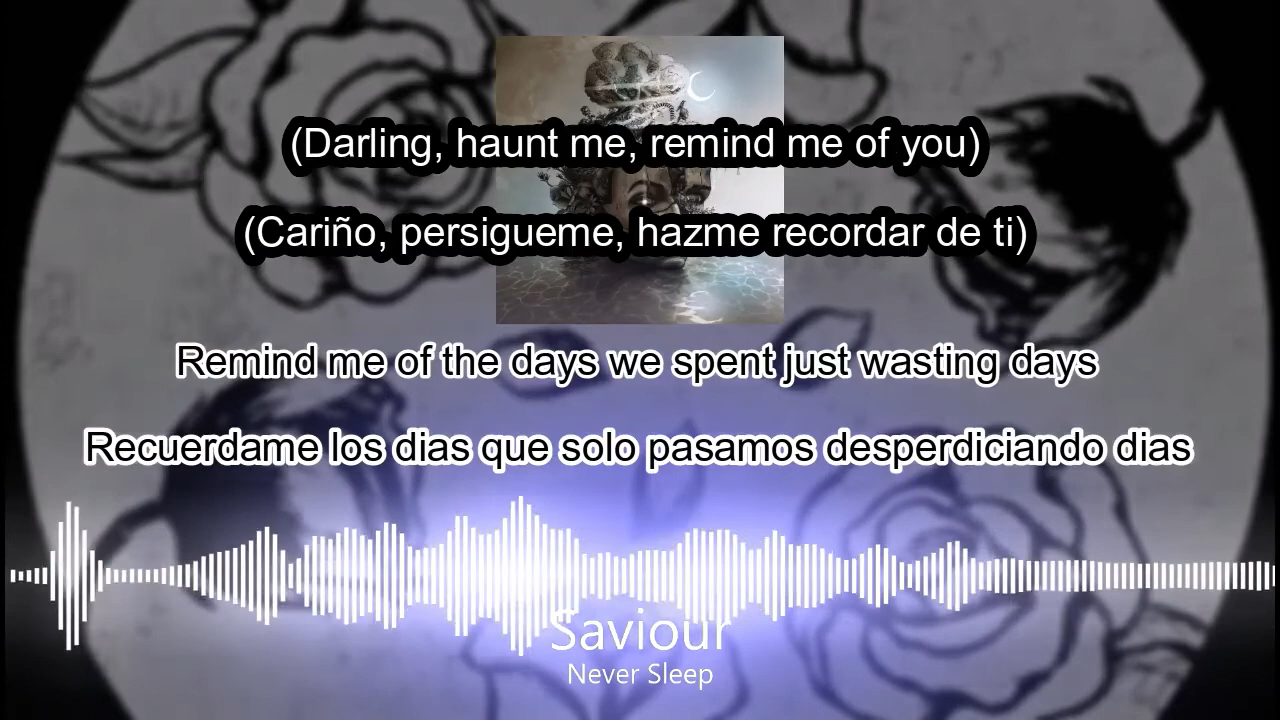 (Darling, haunt me, remind me of you)
(Cariño, persigueme, hazme recordar de ti)
Remind me of the days we spent just wasting days
Recuerdame los dias que solo pasamos desperdiciando dias
Saviour
Never Sleep